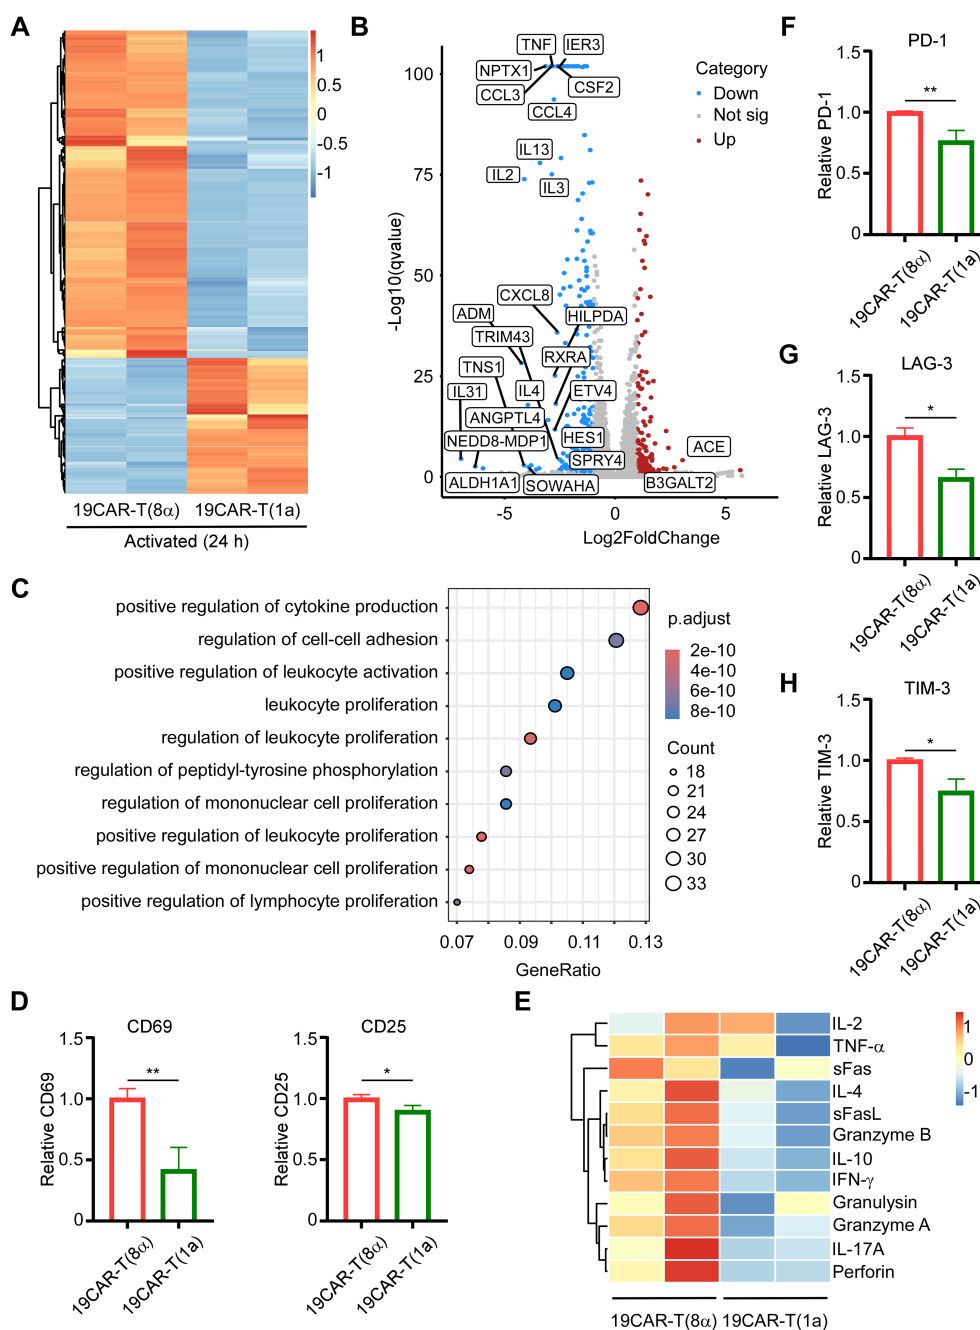 A
1
0.5
0
-0.5
-1
19CAR-T(8α) 19CAR-T(1a)
Activated (24 h)
B
-Log10(qvalue)
100
75
50
25
0
-5
0
5
Log2FoldChange
Category
Down
Not sig
Up
TNF
IER3
NPTX1
CCL3
CSF2
CCL4
IL13
IL2
IL3
CXCL8
ADM
HILPDA
TRIM43
RXRA
TNS1
IL31
IL4
ETV4
ANGPTL4
NEDD8-MDP1
HES1
ACE
SPRY4
ALDH1A1
SOWAHA
B3GALT2
F
PD-1
Relative PD-1
1.5
1.0
0.5
0
**
19CAR-T(8α)
19CAR-T(1a)
G
LAG-3
Relative LAG-3
1.5
1.0
0.5
0
*
19CAR-T(8α)
19CAR-T(1a)
H
TIM-3
Relative TIM-3
1.5
1.0
0.5
0
*
19CAR-T(8α)
19CAR-T(1a)
C
positive regulation of cytokine production
regulation of cell-cell adhesion
positive regulation of leukocyte activation
leukocyte proliferation
regulation of leukocyte proliferation
regulation of peptidyl-tyrosine phosphorylation
regulation of mononuclear cell proliferation
positive regulation of leukocyte proliferation
positive regulation of mononuclear cell proliferation
positive regulation of lymphocyte proliferation
0.07 0.09 0.11 0.13
GeneRatio
p.adjust
2e-10
4e-10
6e-10
8e-10
Count
18
21
24
27
30
33
D
CD69
Relative CD69
1.5
1.0
0.5
0
**
19CAR-T(8α)
19CAR-T(1a)
CD25
Relative CD25
1.5
1.0
0.5
0
*
19CAR-T(8α)
19CAR-T(1a)
E
IL-2
TNF-α
sFas
IL-4
sFasL
Granzyme B
IL-10
IFN-γ
Granulysin
Granzyme A
IL-17A
Perforin
1
0
-1
19CAR-T(8α) 19CAR-T(1a)